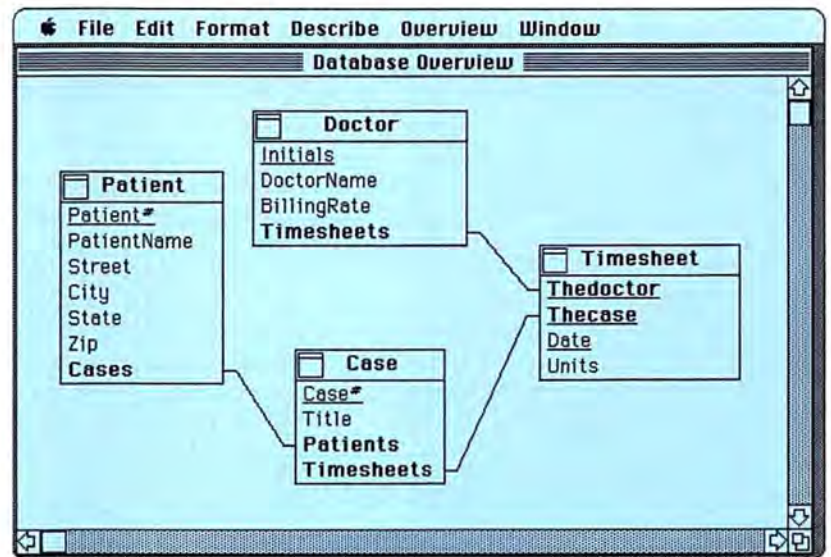 File Edit Format Describe Overview Window
Database Overview
Doctor
Initials
DoctorName
BillingRate
Timesheets
Patient
Patient#
PatientName
Street
City
State
Zip
Cases
Timesheet
Thedoctor
Thecase
Date
Units
Case
Case#
Title
Patients
Timesheets